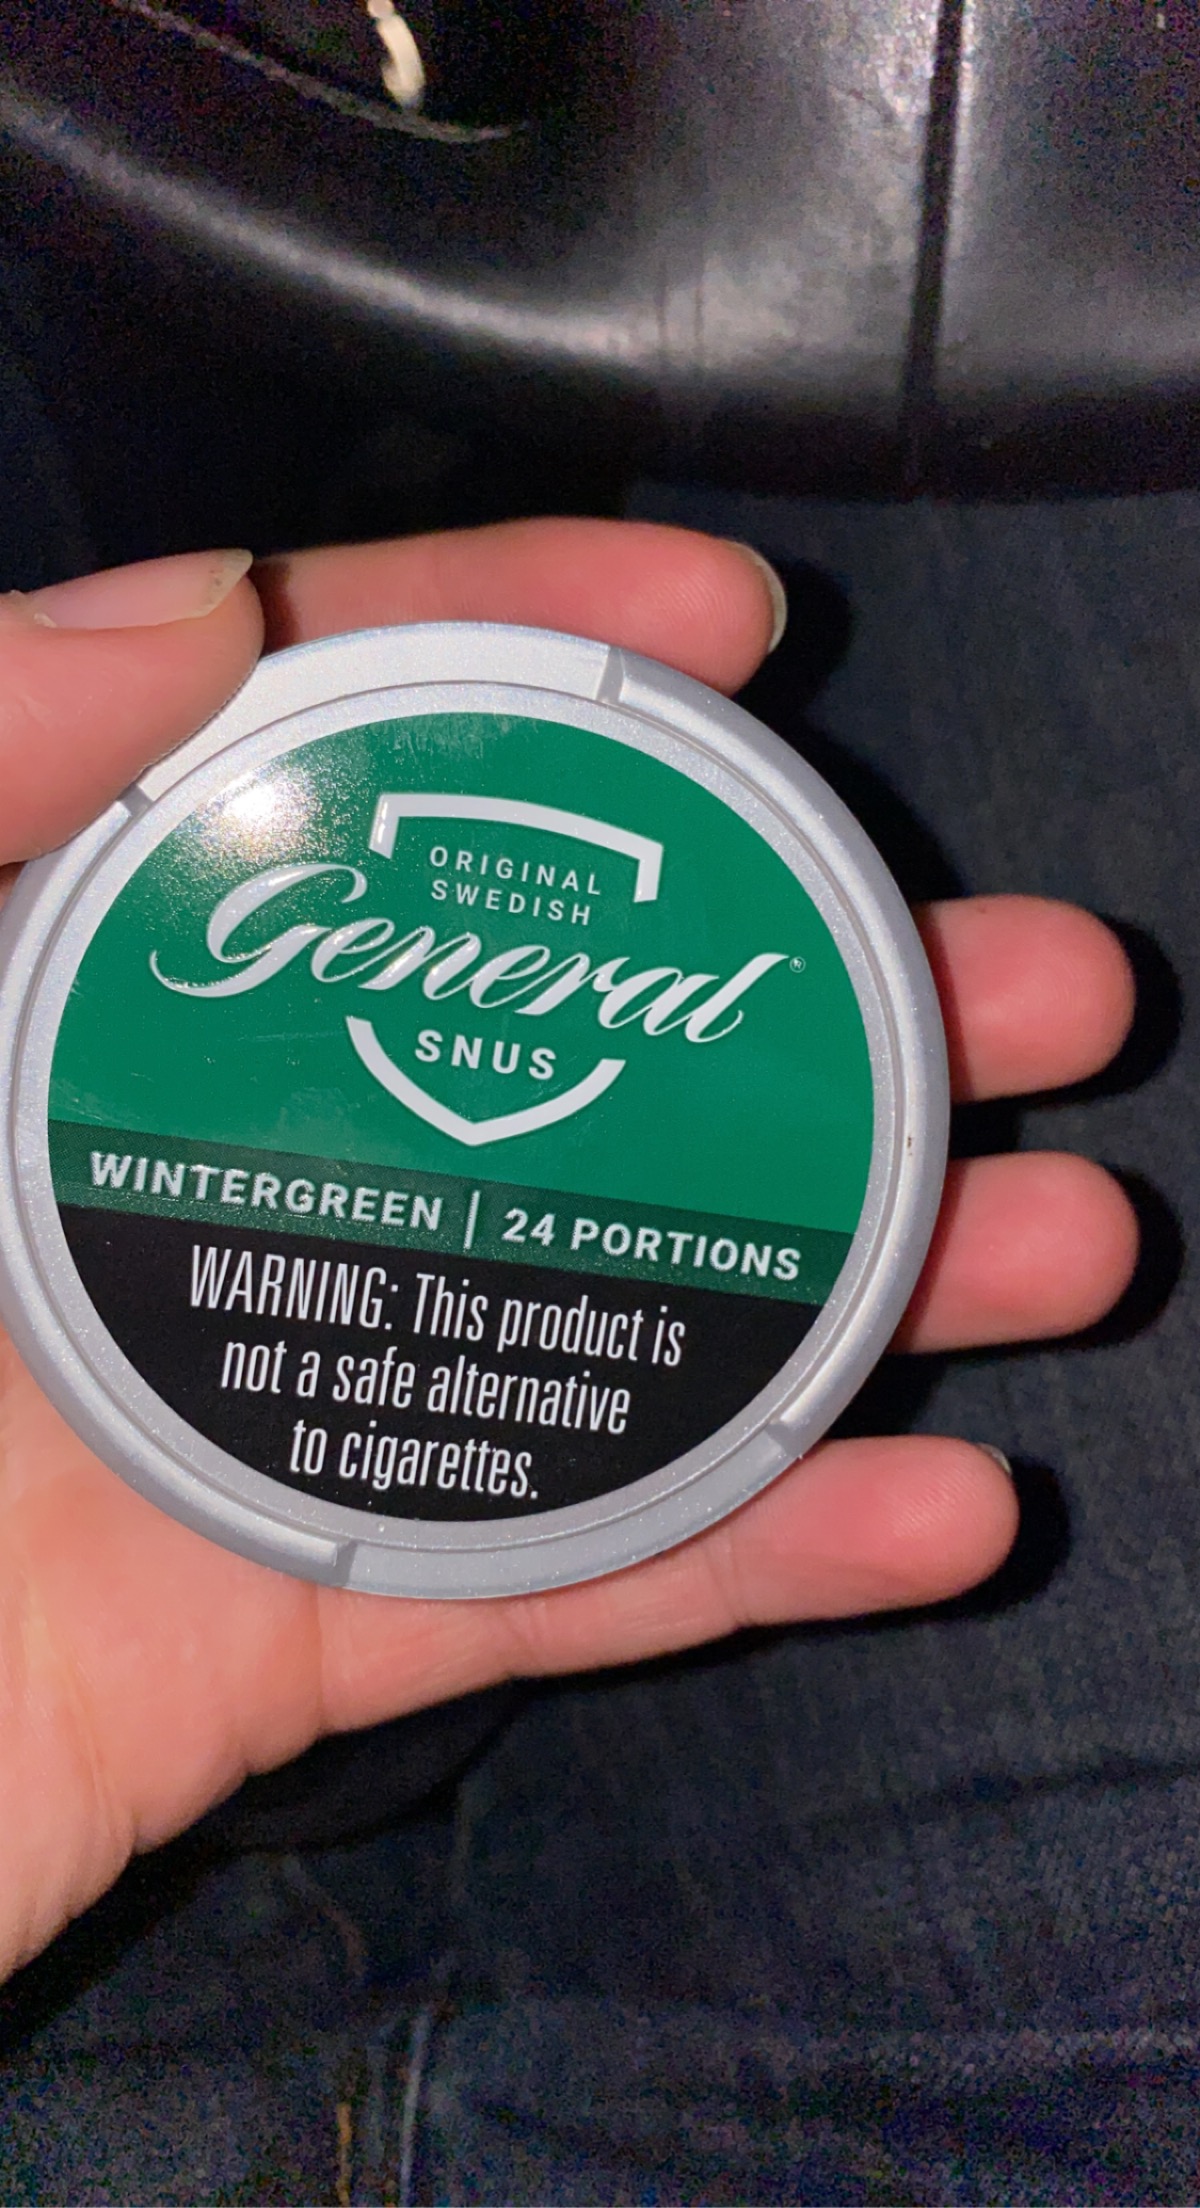 ORIGINAL
SWEDISH
General®
SNUS
WINTERGREEN | 24 PORTIONS
WARNING: This product is
not a safe alternative
to cigarettes.